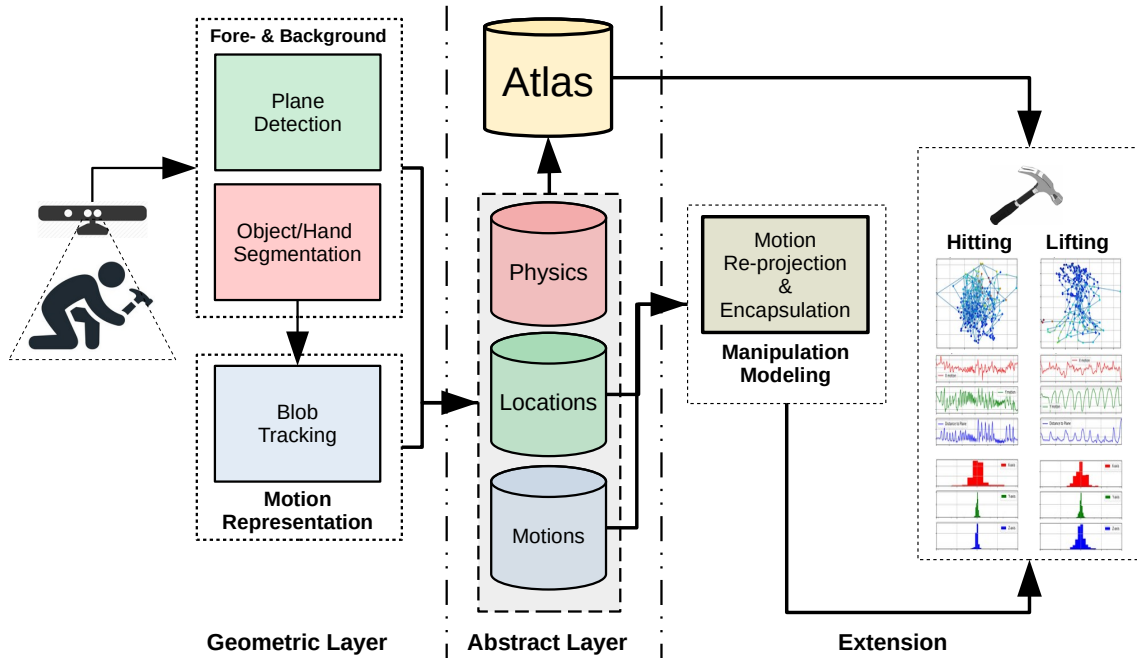 Fore- & Background
Plane
Detection
Object/Hand
Segmentation
Blob
Tracking
Motion
Representation
Geometric Layer
Atlas
Physics
Locations
Motions
Abstract Layer
Motion
Re-projection
&
Encapsulation
Manipulation
Modeling
Hitting
Lifting
Extension